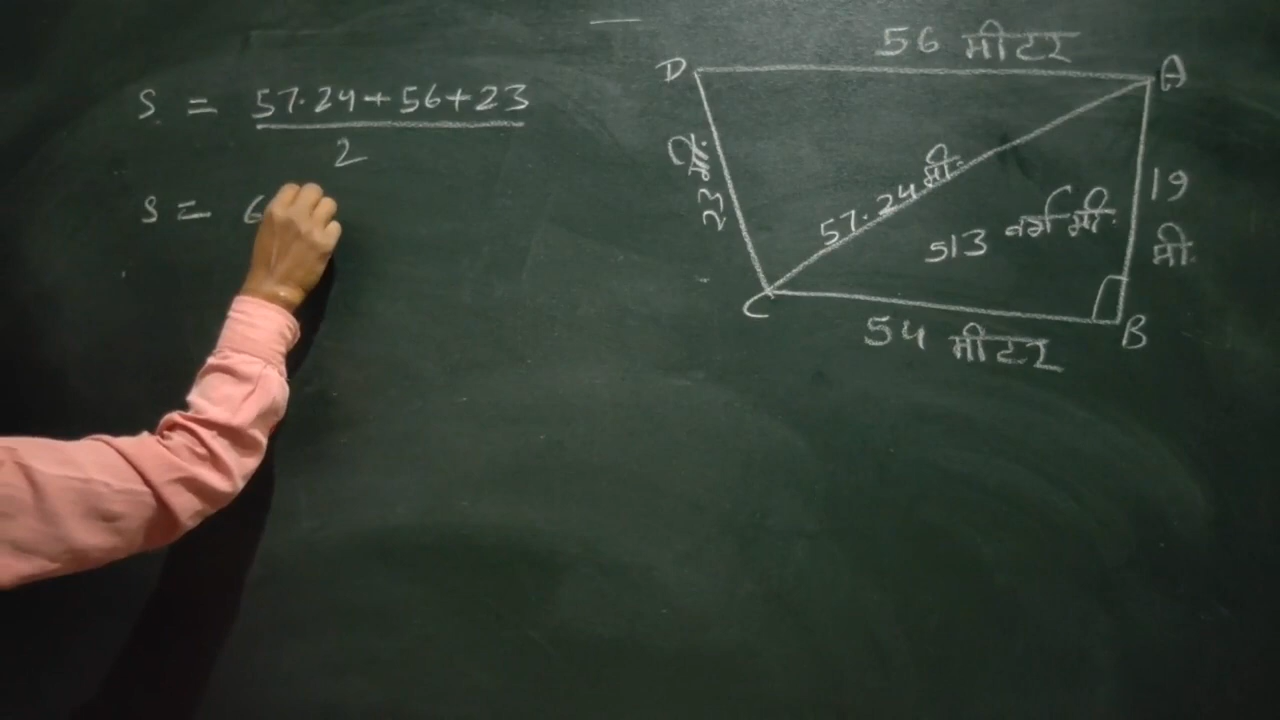 S = 57.24+56+23
2
S = 6
56 मीटर
D
A
23 मी.
57.24 मी.
19
मी.
513 वर्ग मी.
C
54 मीटर
B